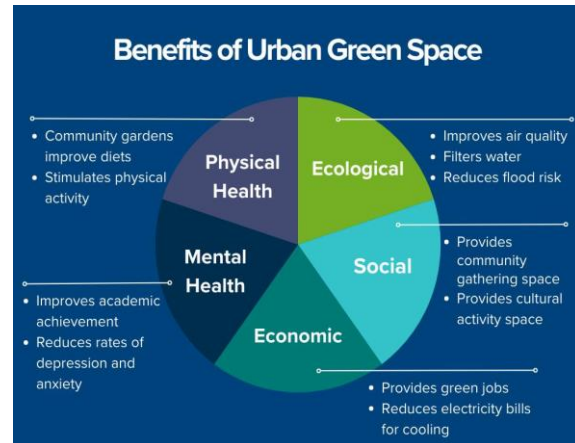 Benefits of Urban Green Space
• Community gardens
improve diets
• Stimulates physical
activity
Physical
Health
Ecological
• Improves air quality
• Filters water
• Reduces flood risk
Mental
Health
Social
• Provides
community
gathering space
• Provides cultural
activity space
• Improves academic
achievement
• Reduces rates of
depression and
anxiety
Economic
• Provides green jobs
• Reduces electricity bills
for cooling